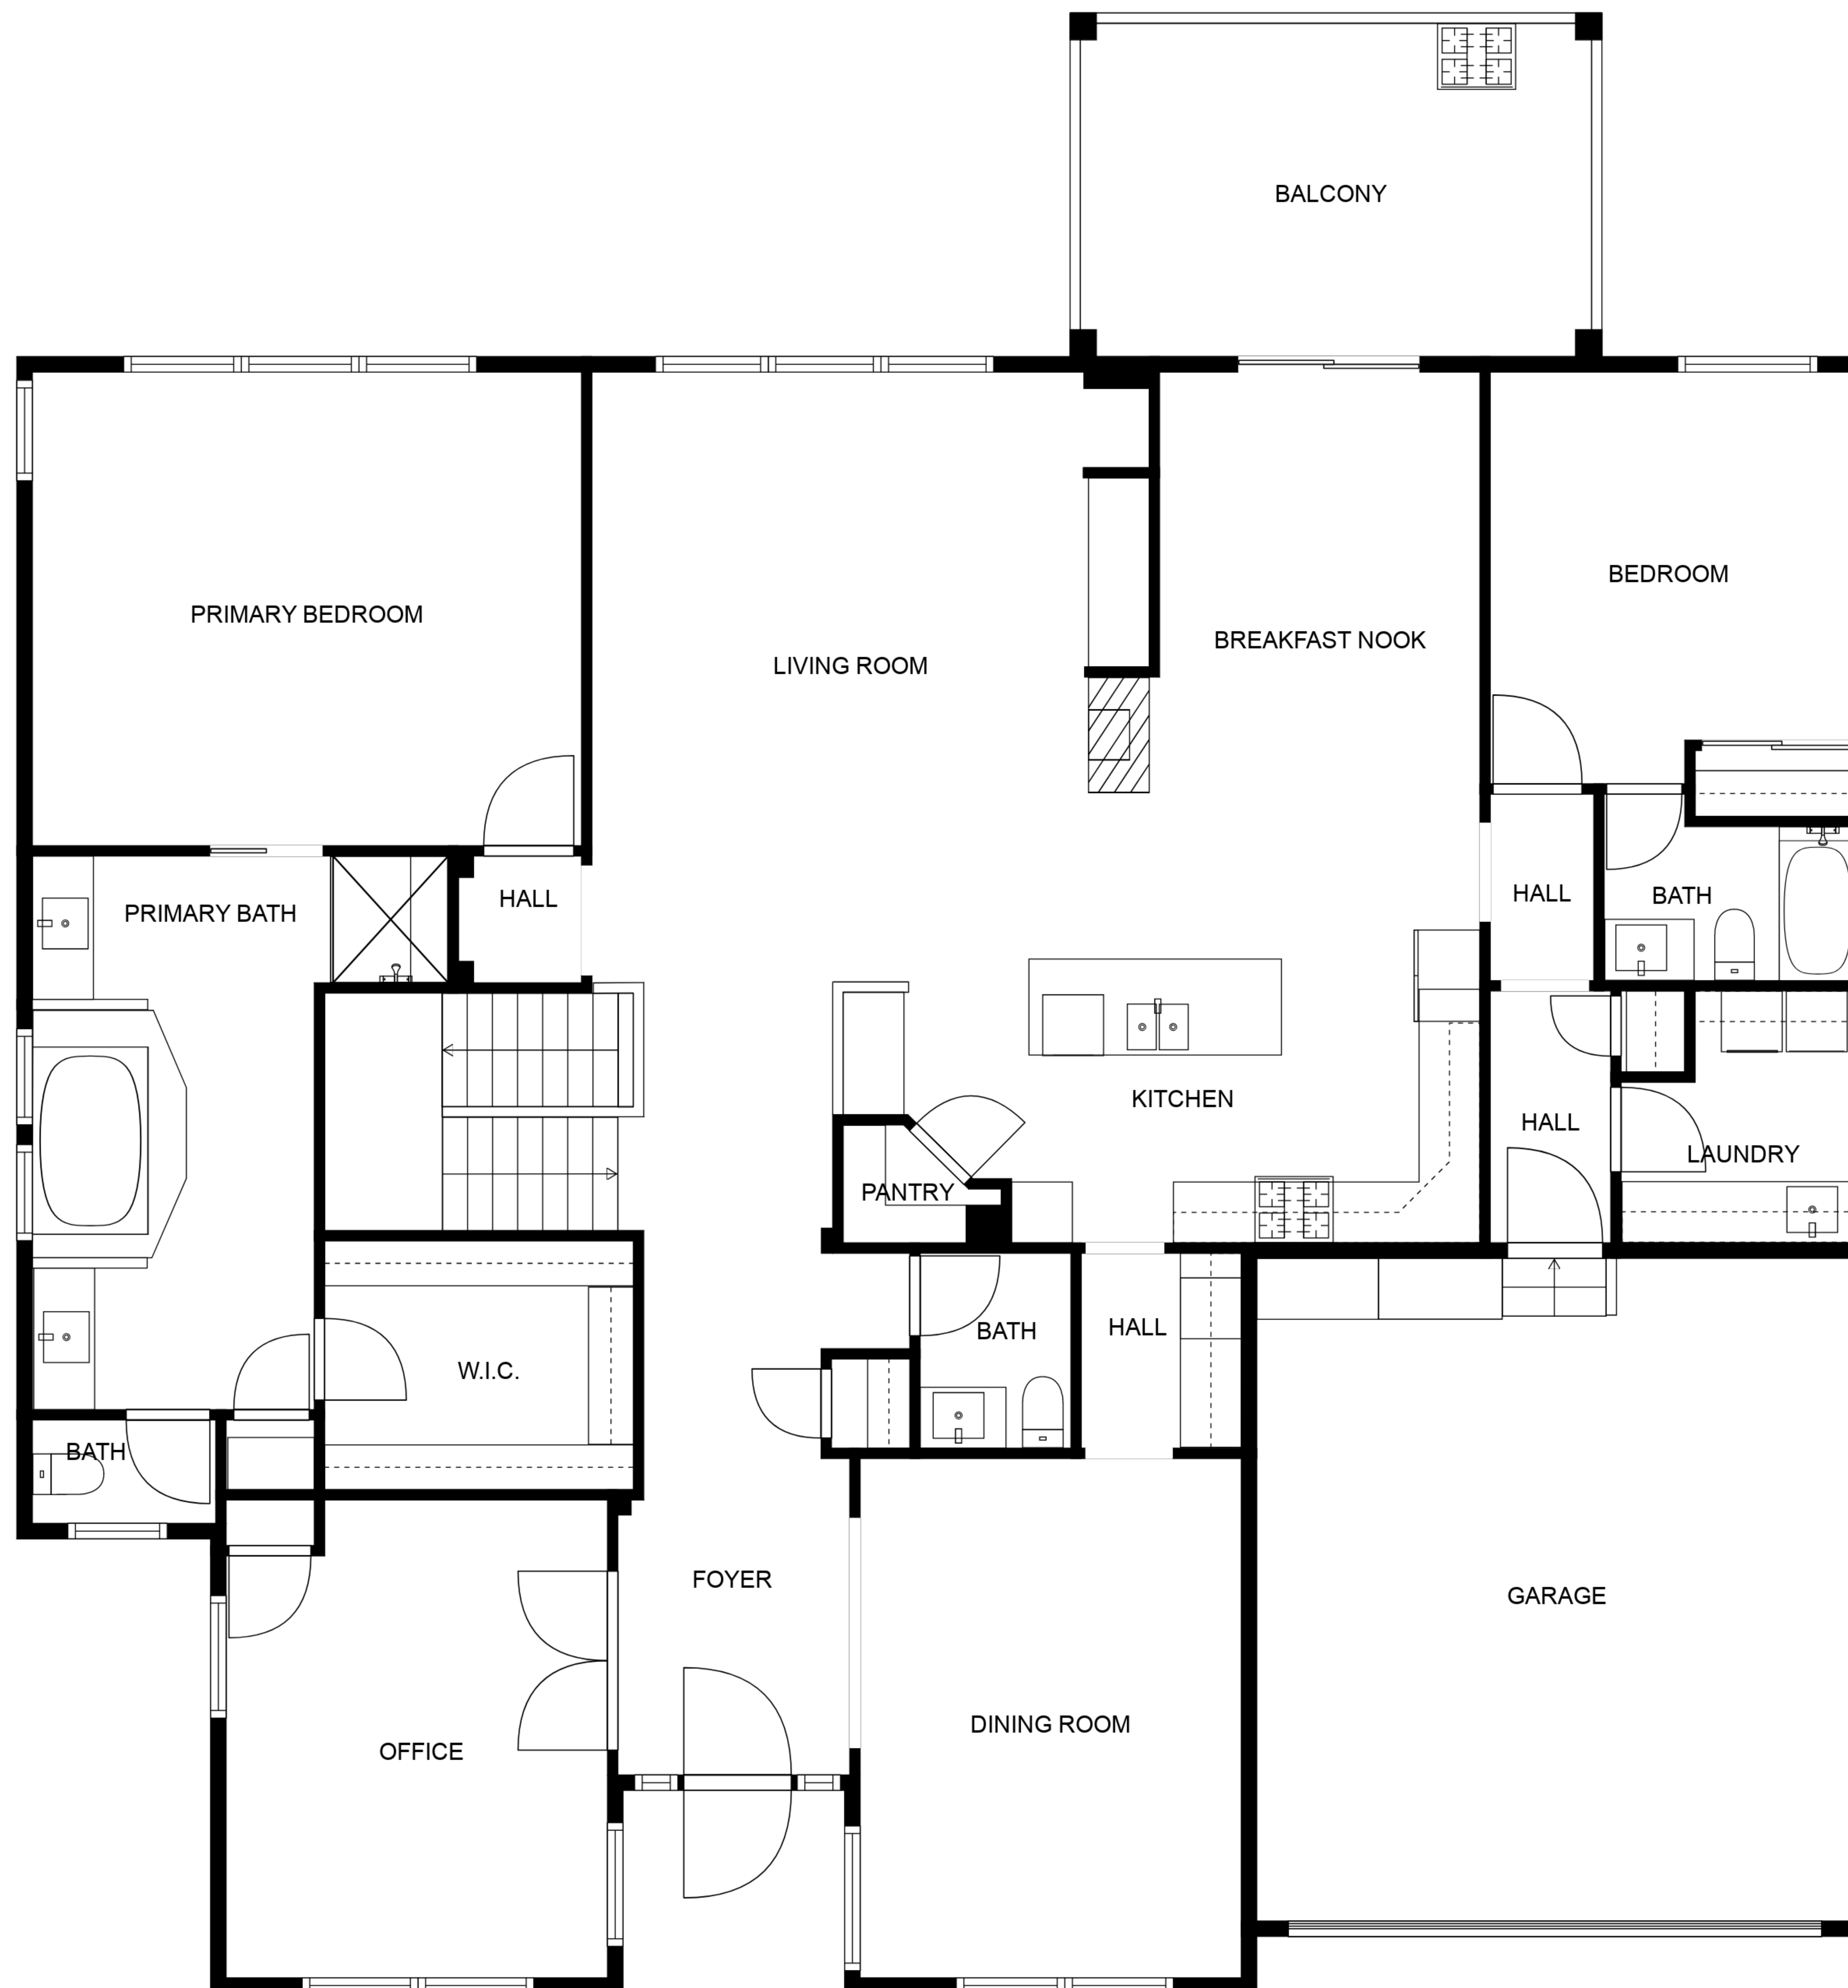 BALCONY
BEDROOM
PRIMARY BEDROOM
BREAKFAST NOOK
LIVING ROOM
HALL
HALL
BATH
PRIMARY BATH
KITCHEN
HALL
LAUNDRY
PANTRY
HALL
BATH
W.I.C.
BATH
FOYER
GARAGE
DINING ROOM
OFFICE